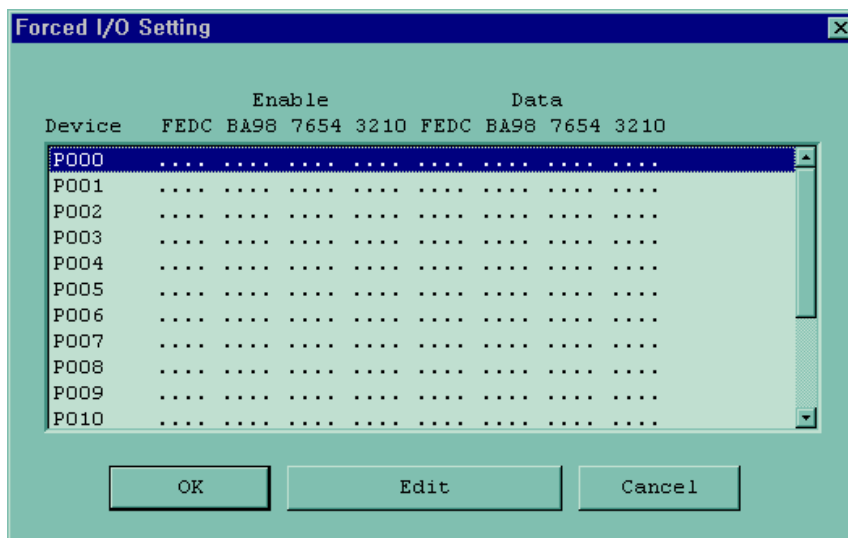 Forced I/O Setting
Enable Data
Device FEDC BA98 7654 3210 FEDC BA98 7654 3210
P000 .... .... .... .... .... .... .... ....
P001 .... .... .... .... .... .... .... ....
P002 .... .... .... .... .... .... .... ....
P003 .... .... .... .... .... .... .... ....
P004 .... .... .... .... .... .... .... ....
P005 .... .... .... .... .... .... .... ....
P006 .... .... .... .... .... .... .... ....
P007 .... .... .... .... .... .... .... ....
P008 .... .... .... .... .... .... .... ....
P009 .... .... .... .... .... .... .... ....
P010 .... .... .... .... .... .... .... ....
OK Edit Cancel